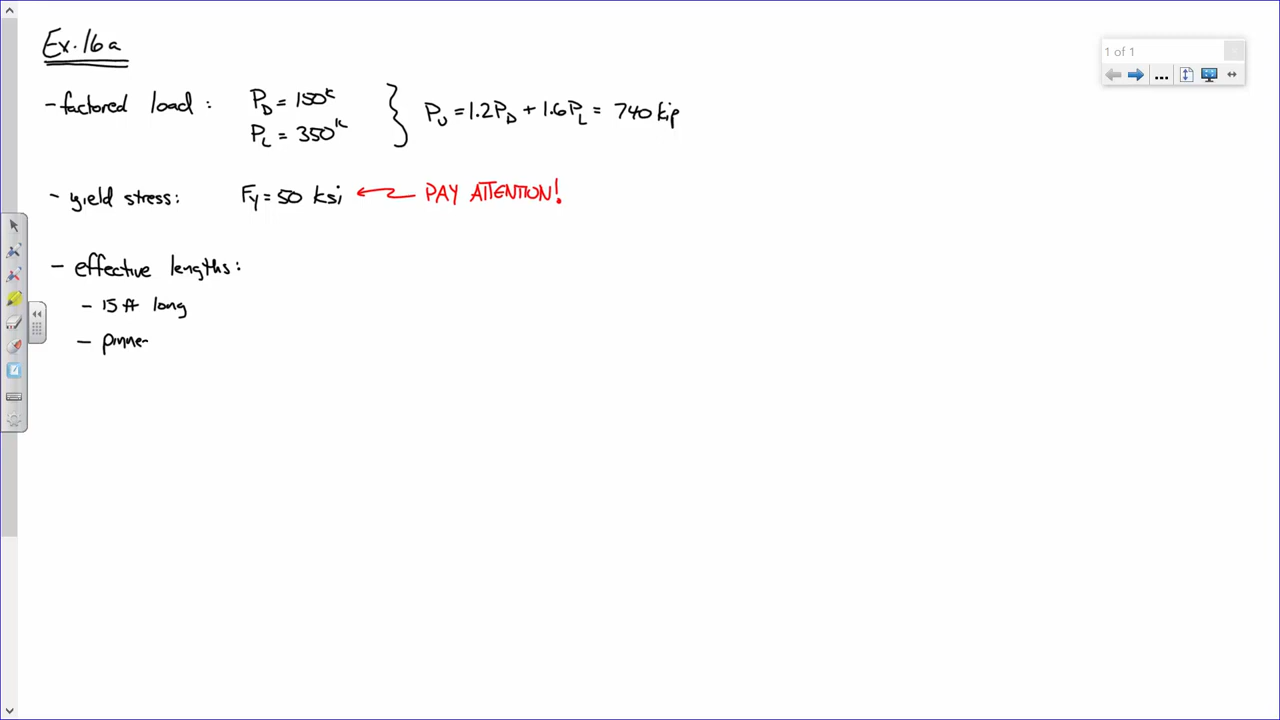 Ex. 16a
1 of 1
- factored load: P_D = 150^k } P_U = 1.2P_D + 1.6P_L = 740 kip
P_L = 350^k
- yield stress: F_y = 50 ksi ← PAY ATTENTION!
- effective lengths:
- 15 ft long
- pinne